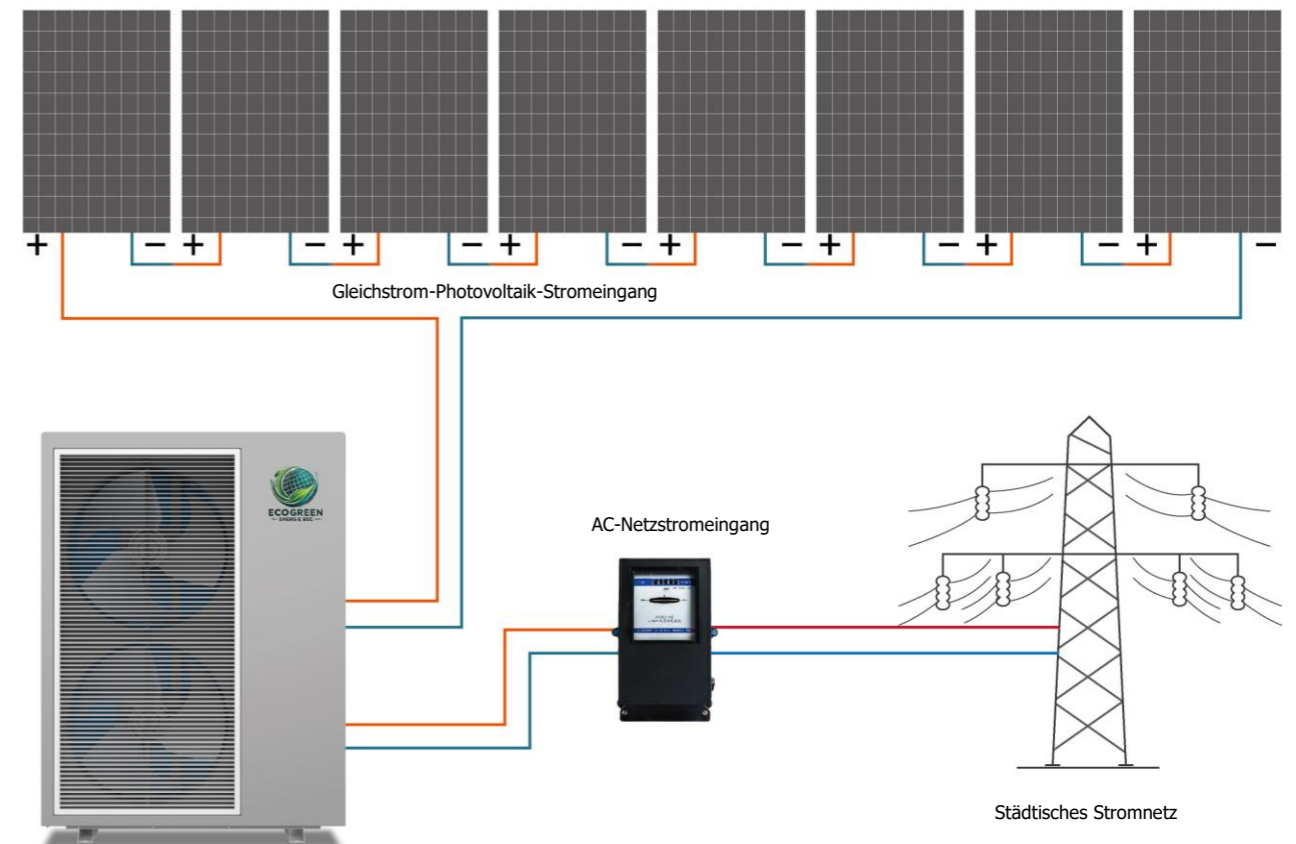 + − + − + − + − + − + − + − + −
Gleichstrom-Photovoltaik-Stromeingang
ECOGREEN
AC-Netzstromeingang
Städtisches Stromnetz